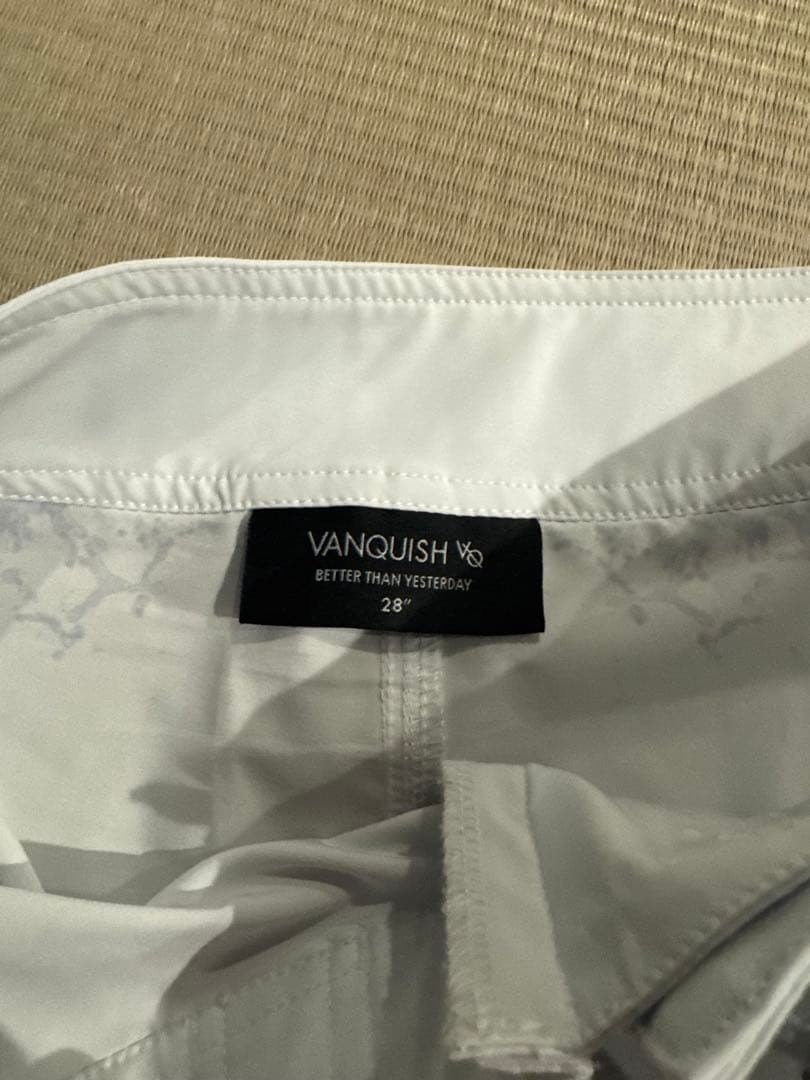 VANQUISH VQ
BETTER THAN YESTERDAY
28"